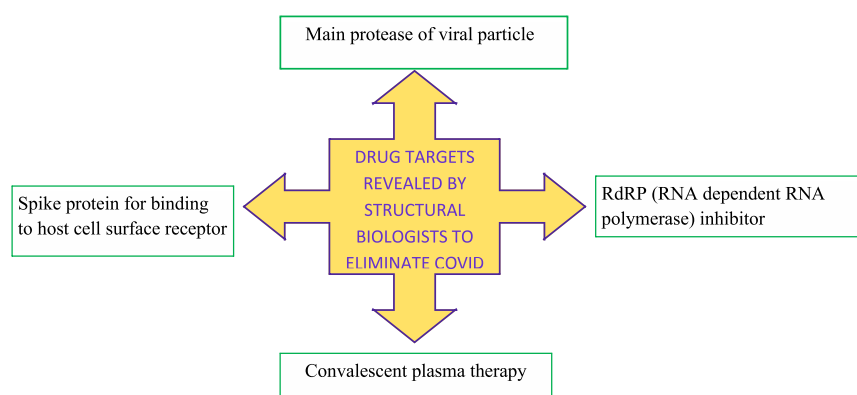 Main protease of viral particle
DRUG TARGETS
REVEALED BY
STRUCTURAL
BIOLOGISTS TO
ELIMINATE COVID
Spike protein for binding
to host cell surface receptor
RdRP (RNA dependent RNA
polymerase) inhibitor
Convalescent plasma therapy